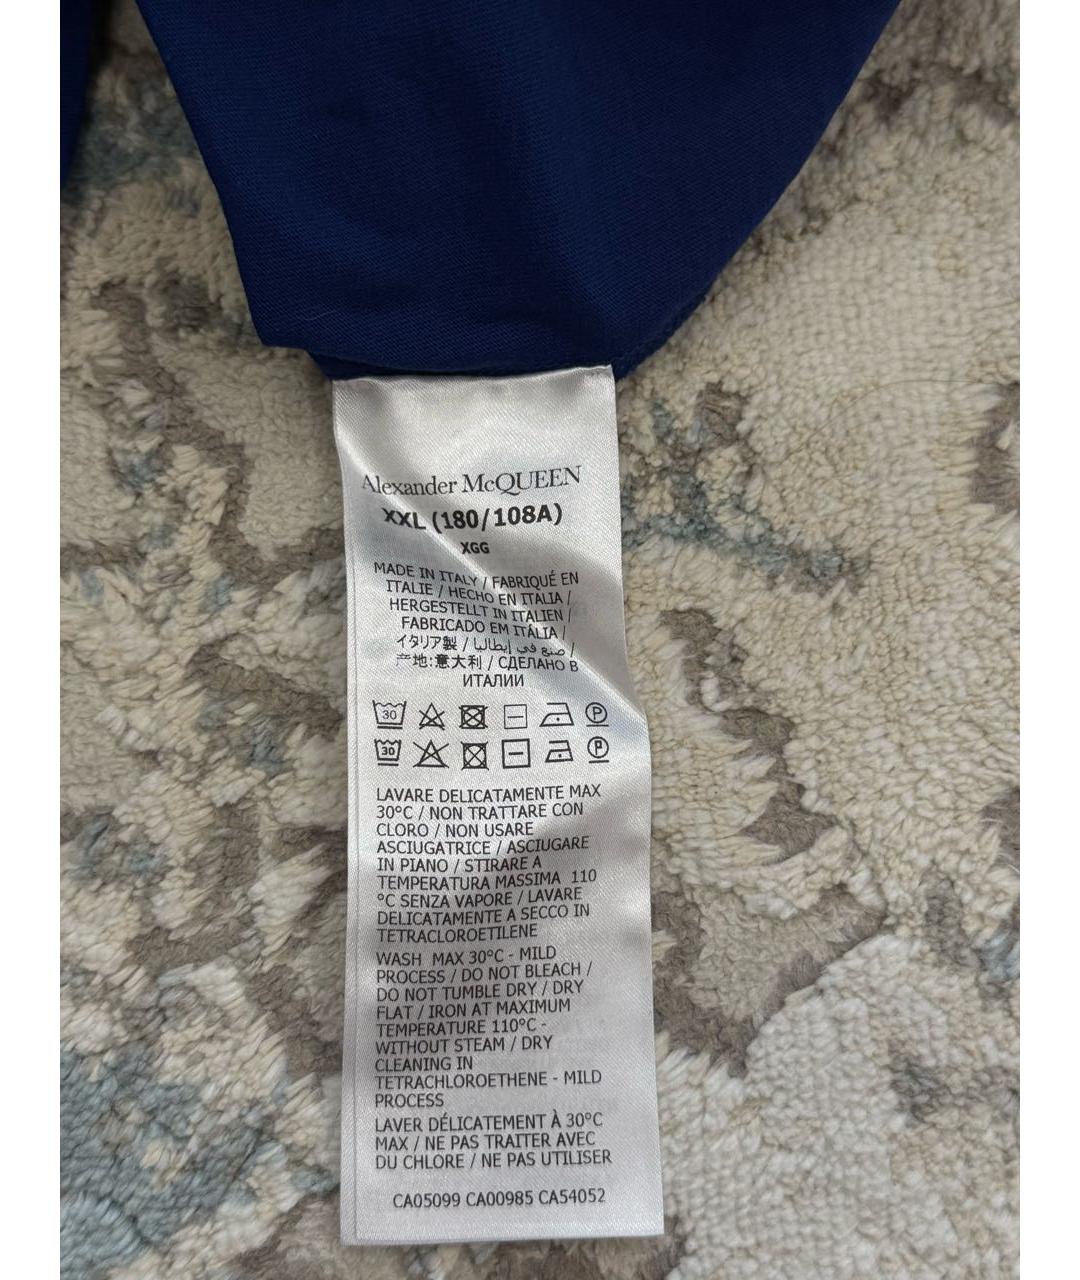 Alexander McQUEEN
XXL (180/108A)
XGG
MADE IN ITALY / FABRIQUÉ EN
ITALIE / HECHO EN ITALIA /
HERGESTELLT IN ITALIEN /
FABRICADO EM ITÁLIA /
イタリア製 / صنع في إيطاليا /
产地:意大利 / СДЕЛАНО В
ИТАЛИИ
30 P
30 P
LAVARE DELICATAMENTE MAX
30°C / NON TRATTARE CON
CLORO / NON USARE
ASCIUGATRICE / ASCIUGARE
IN PIANO / STIRARE A
TEMPERATURA MASSIMA 110
°C SENZA VAPORE / LAVARE
DELICATAMENTE A SECCO IN
TETRACLOROETILENE
WASH MAX 30°C - MILD
PROCESS / DO NOT BLEACH /
DO NOT TUMBLE DRY / DRY
FLAT / IRON AT MAXIMUM
TEMPERATURE 110°C -
WITHOUT STEAM / DRY
CLEANING IN
TETRACHLOROETHENE - MILD
PROCESS
LAVER DÉLICATEMENT À 30°C
MAX / NE PAS TRAITER AVEC
DU CHLORE / NE PAS UTILISER
CA05099 CA00985 CA54052